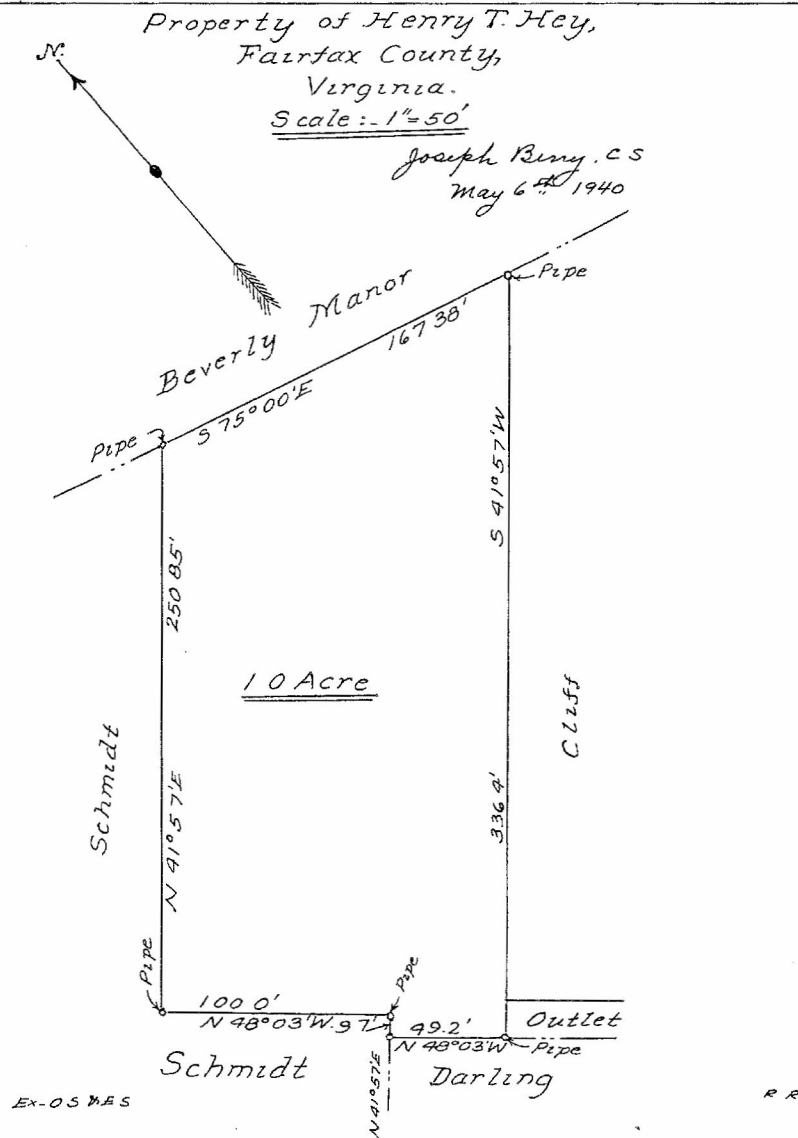 Property of Henry T. Hey,
Fairfax County,
Virginia.
Scale:- 1"=50'
N.
Joseph Berry. C S
May 6th 1940
Beverly Manor
Pipe
167 38'
S 75°00'E
Pipe
S 41°57'W
250 85'
1 0 Acre
Cliff
Schmidt
336 4'
N 41°57'E
Pipe
Pipe
100 0'
N 48°03'W. 9 7'
49.2'
N 48°03'W
Outlet
Pipe
Schmidt
Darling
N 41°57'E
R R